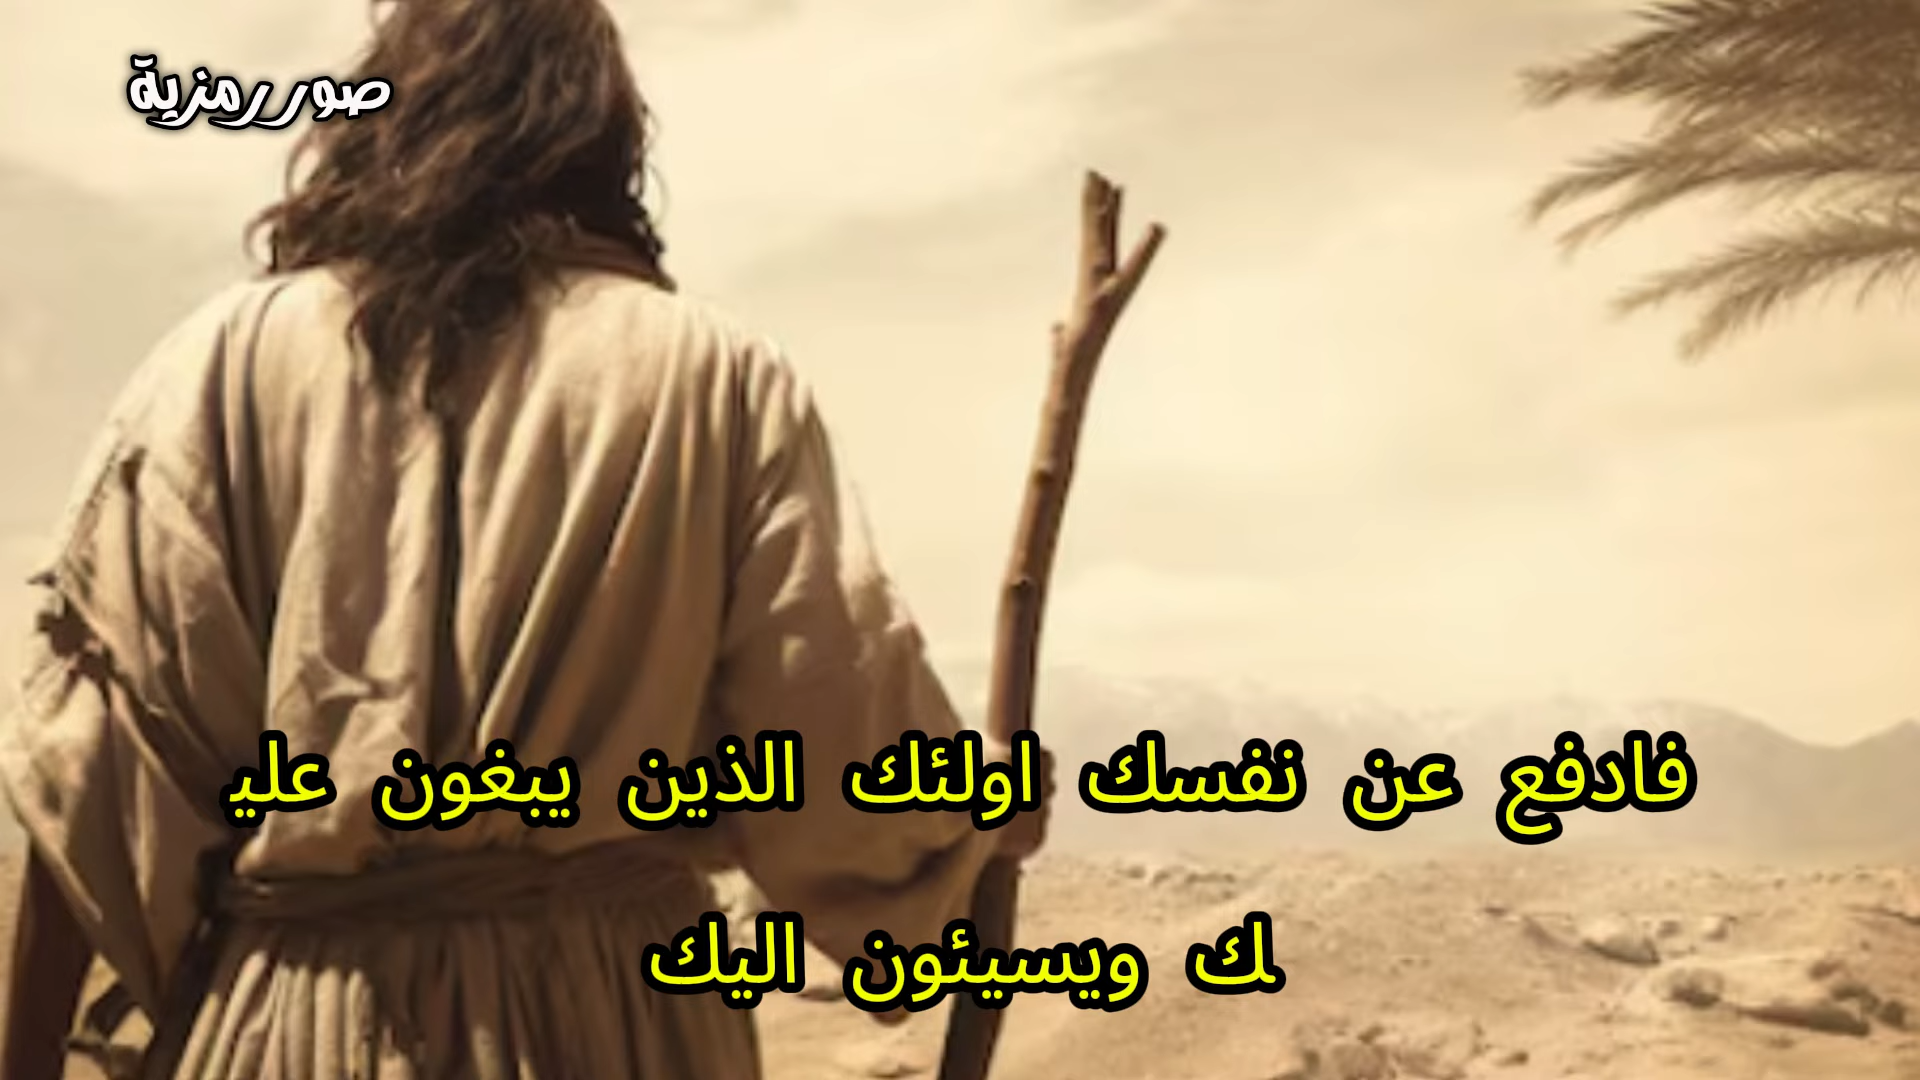 صور رمزية
فادفع عن نفسك اولئك الذين يبغون علي
ك ويسيئون اليك